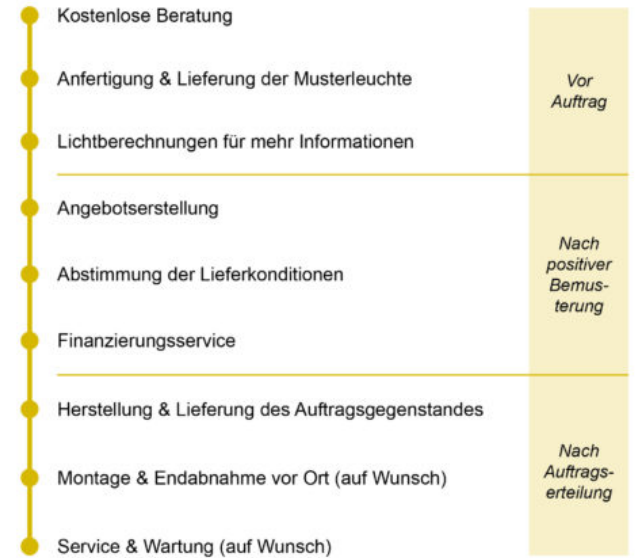 Kostenlose Beratung
Anfertigung & Lieferung der Musterleuchte
Lichtberechnungen für mehr Informationen
Vor
Auftrag
Angebotserstellung
Abstimmung der Lieferkonditionen
Finanzierungsservice
Nach
positiver
Bemus-
terung
Herstellung & Lieferung des Auftragsgegenstandes
Montage & Endabnahme vor Ort (auf Wunsch)
Service & Wartung (auf Wunsch)
Nach
Auftrags-
erteilung